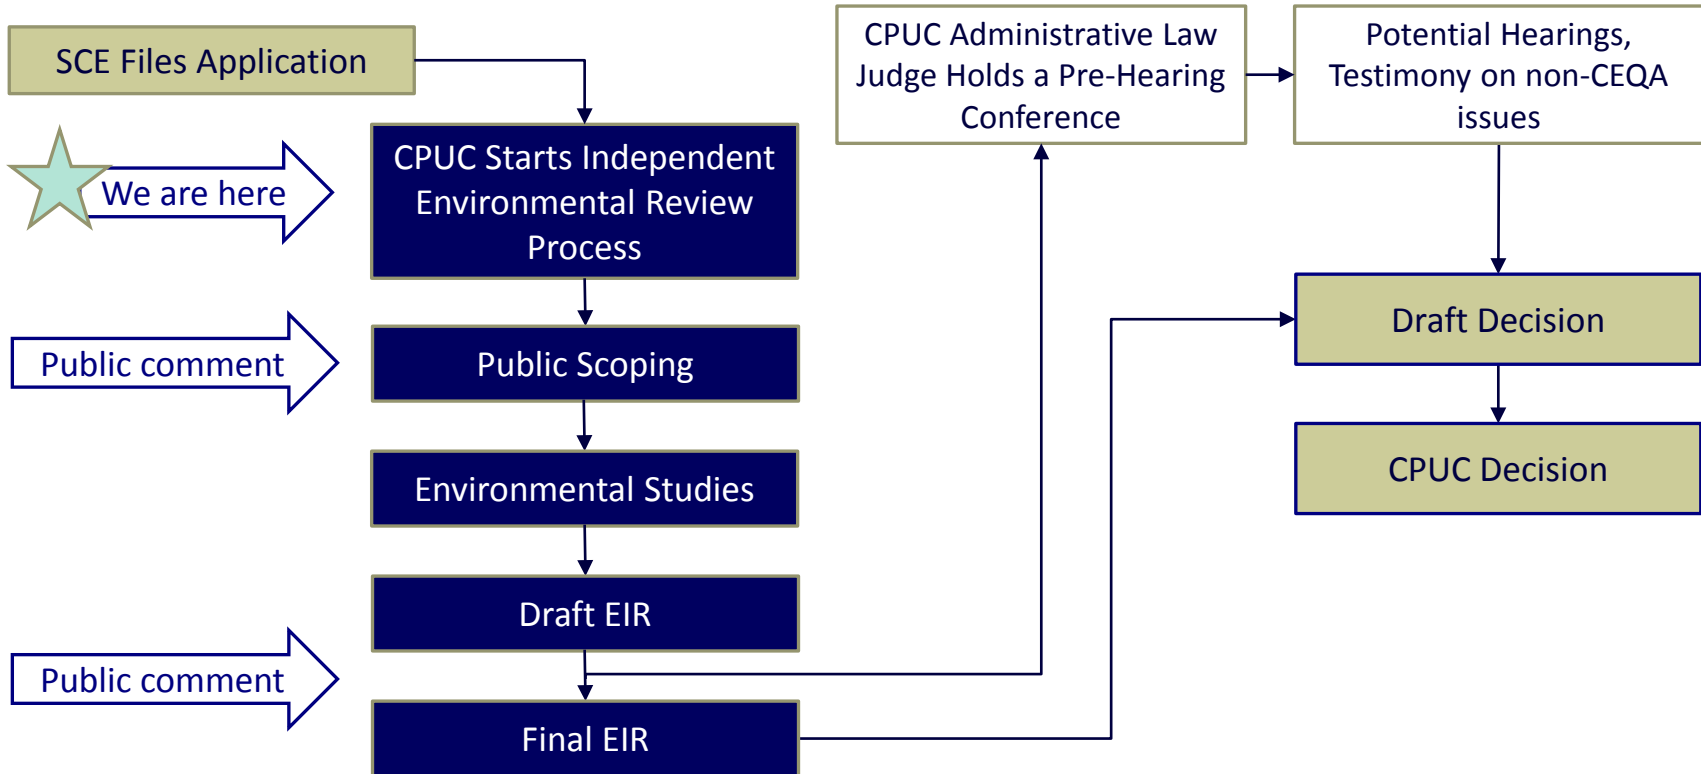 SCE Files Application
We are here
CPUC Starts Independent
Environmental Review
Process
Public comment
Public Scoping
Environmental Studies
Draft EIR
Public comment
Final EIR
CPUC Administrative Law
Judge Holds a Pre-Hearing
Conference
Potential Hearings,
Testimony on non-CEQA
issues
Draft Decision
CPUC Decision